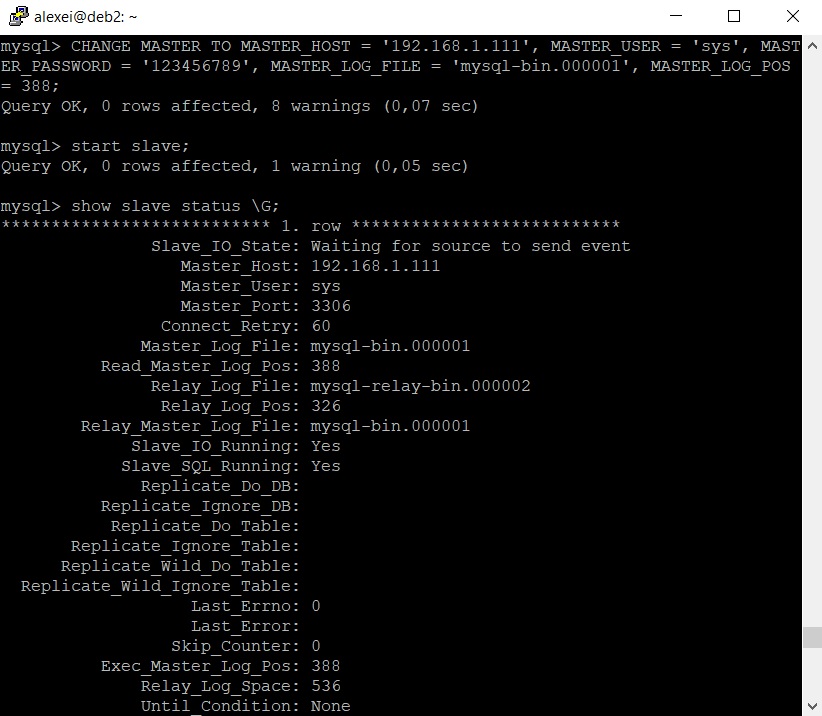 alexei@deb2: ~
mysql> CHANGE MASTER TO MASTER_HOST = '192.168.1.111', MASTER_USER = 'sys', MAST
ER_PASSWORD = '123456789', MASTER_LOG_FILE = 'mysql-bin.000001', MASTER_LOG_POS
= 388;
Query OK, 0 rows affected, 8 warnings (0,07 sec)
mysql> start slave;
Query OK, 0 rows affected, 1 warning (0,05 sec)
mysql> show slave status \G;
*************************** 1. row ***************************
Slave_IO_State: Waiting for source to send event
Master_Host: 192.168.1.111
Master_User: sys
Master_Port: 3306
Connect_Retry: 60
Master_Log_File: mysql-bin.000001
Read_Master_Log_Pos: 388
Relay_Log_File: mysql-relay-bin.000002
Relay_Log_Pos: 326
Relay_Master_Log_File: mysql-bin.000001
Slave_IO_Running: Yes
Slave_SQL_Running: Yes
Replicate_Do_DB:
Replicate_Ignore_DB:
Replicate_Do_Table:
Replicate_Ignore_Table:
Replicate_Wild_Do_Table:
Replicate_Wild_Ignore_Table:
Last_Errno: 0
Last_Error:
Skip_Counter: 0
Exec_Master_Log_Pos: 388
Relay_Log_Space: 536
Until_Condition: None